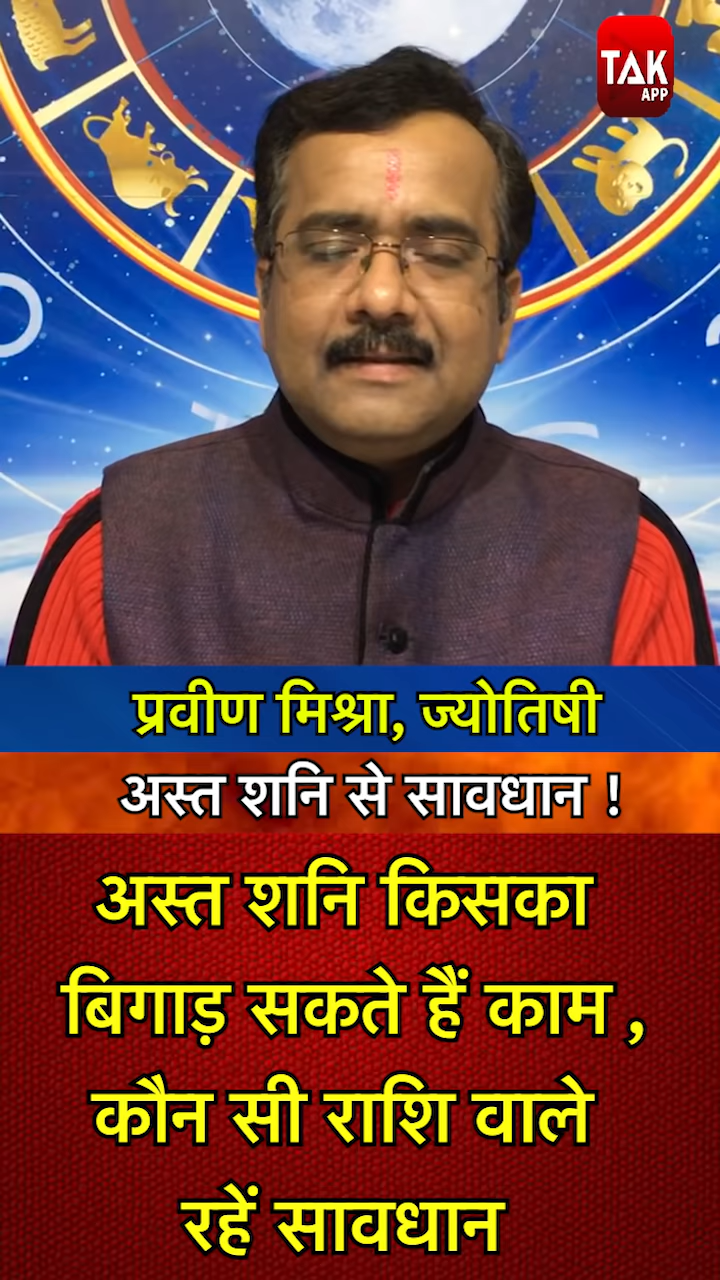 TAK
APP
प्रवीण मिश्रा, ज्योतिषी
अस्त शनि से सावधान !
अस्त शनि किसका
बिगाड़ सकते हैं काम ,
कौन सी राशि वाले
रहें सावधान